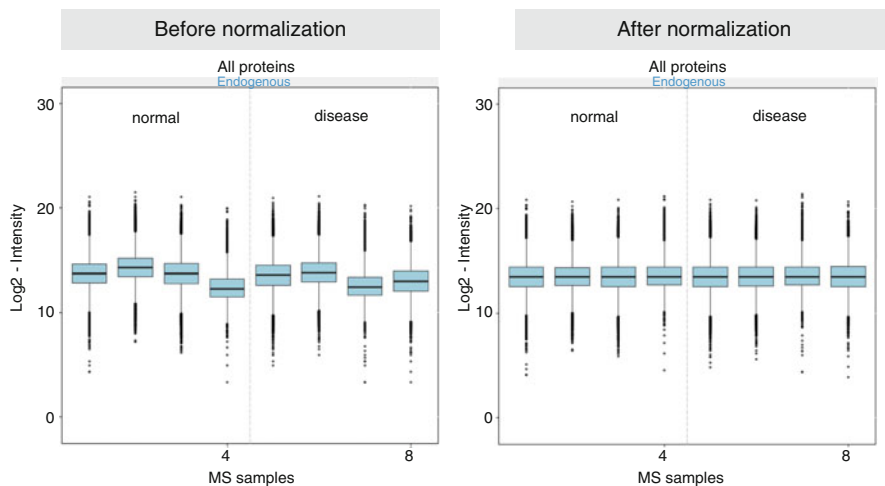 Before normalization
All proteins
Endogenous
30
20
10
0
Log2 - Intensity
normal
disease
4
8
MS samples
After normalization
All proteins
Endogenous
30
20
10
0
Log2 - Intensity
normal
disease
4
8
MS samples